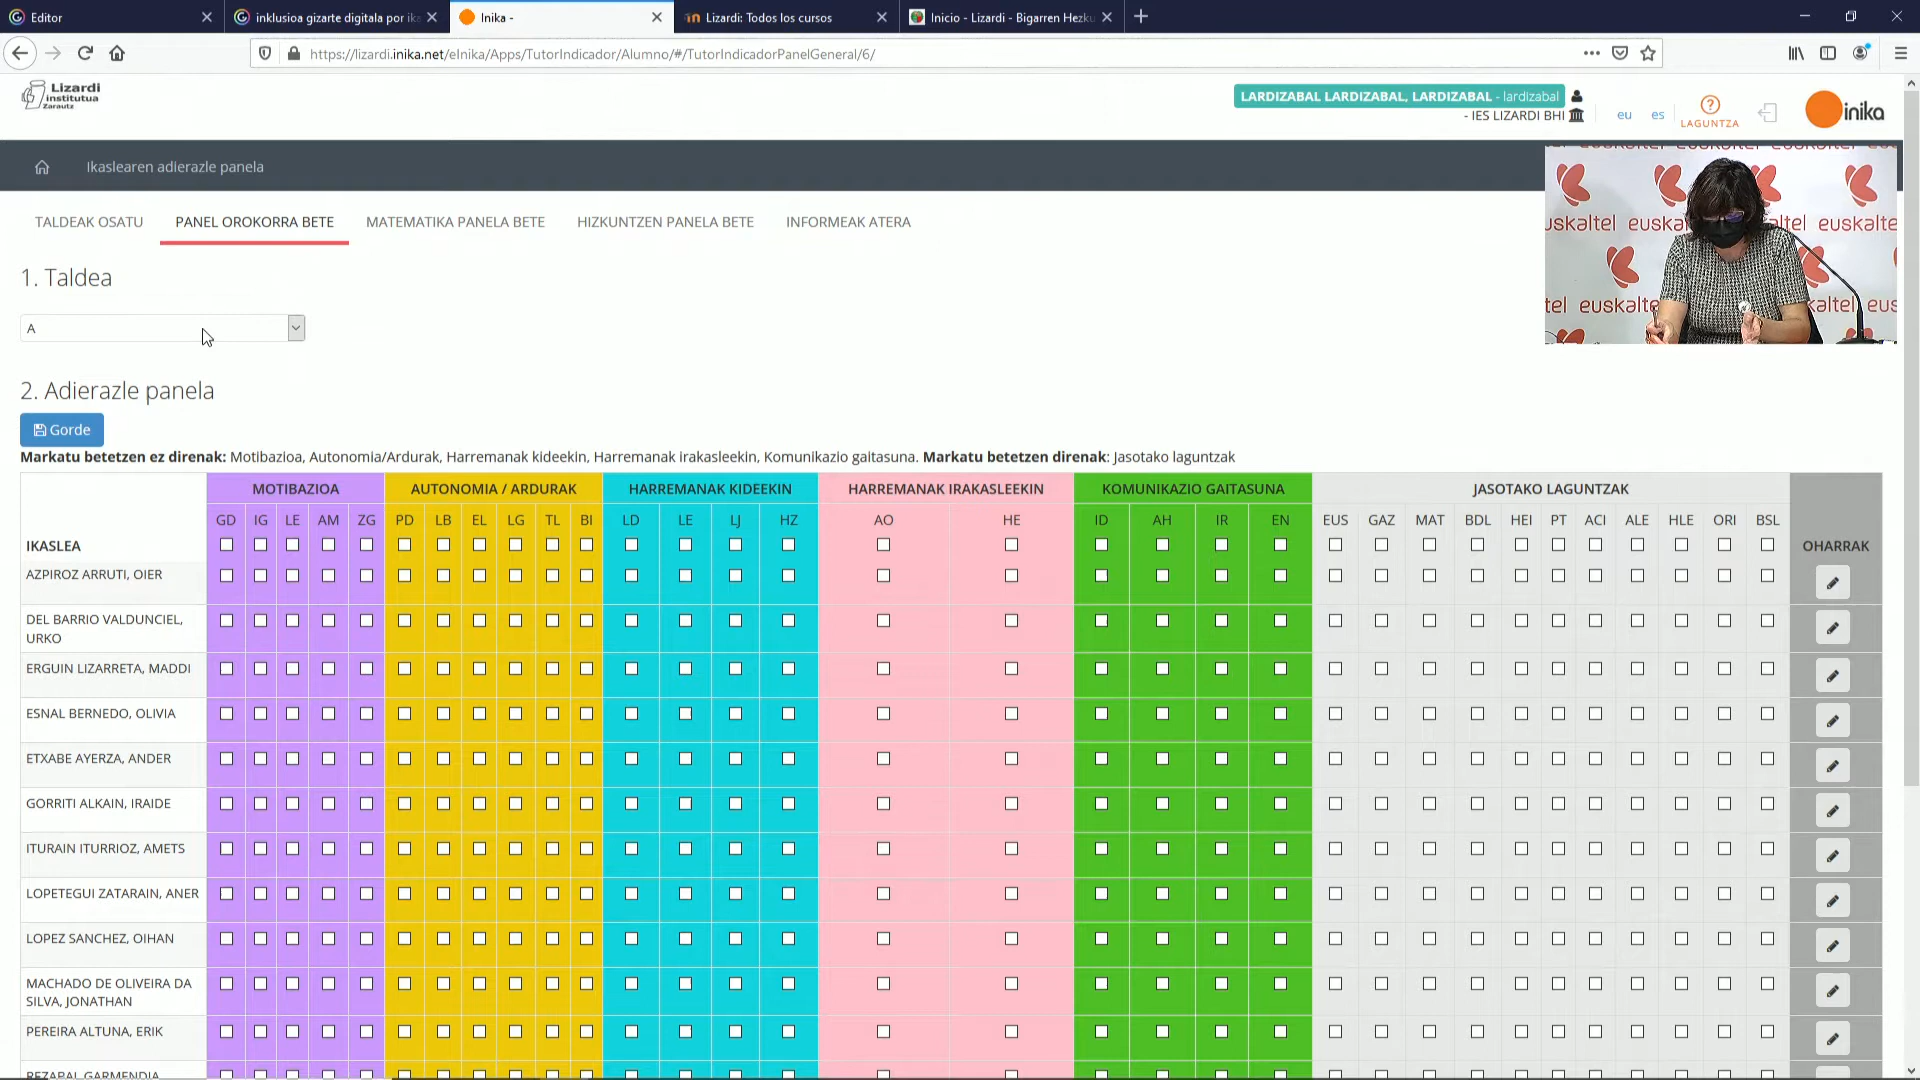 Editor
inklusioa gizarte digitala por ik
Inika -
Lizardi: Todos los cursos
Inicio - Lizardi - Bigarren Hezku
https://lizardi.inika.net/eInika/Apps/TutorIndicador/Alumno/#/TutorIndicadorPanelGeneral/6/
Lizardi
institutua
Zarautz
LARDIZABAL LARDIZABAL, LARDIZABAL - lardizabal
- IES LIZARDI BHI
eu
es
LAGUNTZA
inika
Ikaslearen adierazle panela
TALDEAK OSATU
PANEL OROKORRA BETE
MATEMATIKA PANELA BETE
HIZKUNTZEN PANELA BETE
INFORMEAK ATERA
euskaltel
euskaltel
1. Taldea
A
2. Adierazle panela
Gorde
Markatu betetzen ez direnak: Motibazioa, Autonomia/Ardurak, Harremanak kideekin, Harremanak irakasleekin, Komunikazio gaitasuna. Markatu betetzen direnak: Jasotako laguntzak
MOTIBAZIOA AUTONOMIA / ARDURAK HARREMANAK KIDEEKIN HARREMANAK IRAKASLEEKIN KOMUNIKAZIO GAITASUNA JASOTAKO LAGUNTZAK
GD IG LE AM ZG PD LB EL LG TL BI LD LE LJ HZ AO HE ID AH IR EN EUS GAZ MAT BDL HEI PT ACI ALE HLE ORI BSL
IKASLEA OHARRAK
AZPIROZ ARRUTI, OIER
DEL BARRIO VALDUNCIEL,
URKO
ERGUIN LIZARRETA, MADDI
ESNAL BERNEDO, OLIVIA
ETXABE AYERZA, ANDER
GORRITI ALKAIN, IRAIDE
ITURAIN ITURRIOZ, AMETS
LOPETEGUI ZATARAIN, ANER
LOPEZ SANCHEZ, OIHAN
MACHADO DE OLIVEIRA DA
SILVA, JONATHAN
PEREIRA ALTUNA, ERIK
REZABAL GARMENDIA